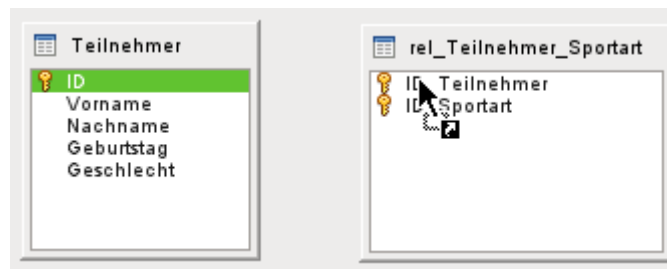 Teilnehmer
ID
Vorname
Nachname
Geburtstag
Geschlecht
rel_Teilnehmer_Sportart
ID_Teilnehmer
ID_Sportart